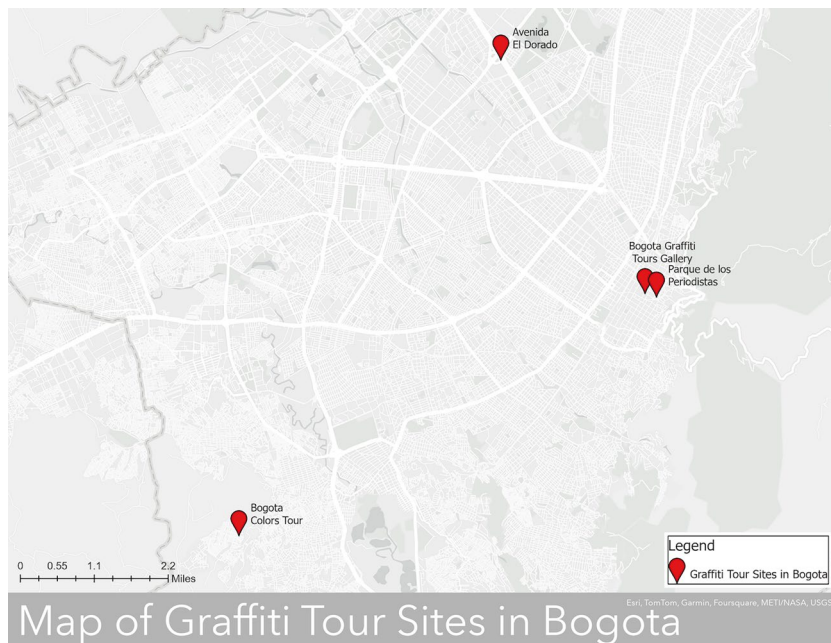 Avenida
El Dorado
Bogota Graffiti
Tours Gallery
Parque de los
Periodistas
Bogota
Colors Tour
0 0.55 1.1 2.2
Miles
Legend
Graffiti Tour Sites in Bogota
Esri, TomTom, Garmin, Foursquare, METI/NASA, USGS
Map of Graffiti Tour Sites in Bogota